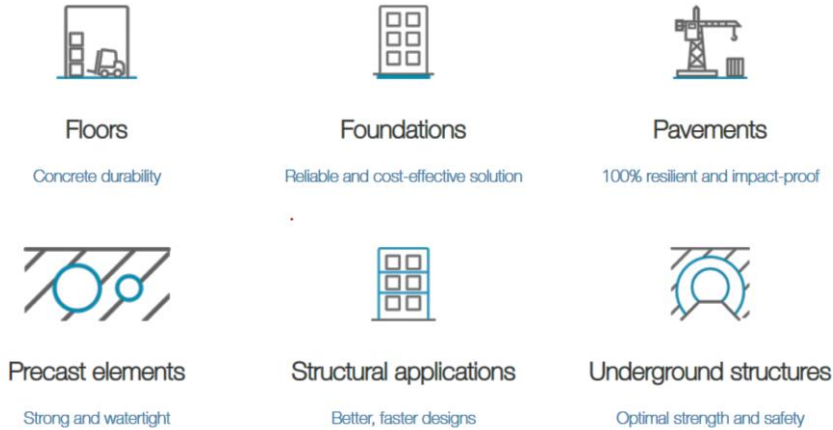 Floors
Foundations
Pavements
Concrete durability
Reliable and cost-effective solution
100% resilient and impact-proof
Precast elements
Structural applications
Underground structures
Strong and watertight
Better, faster designs
Optimal strength and safety